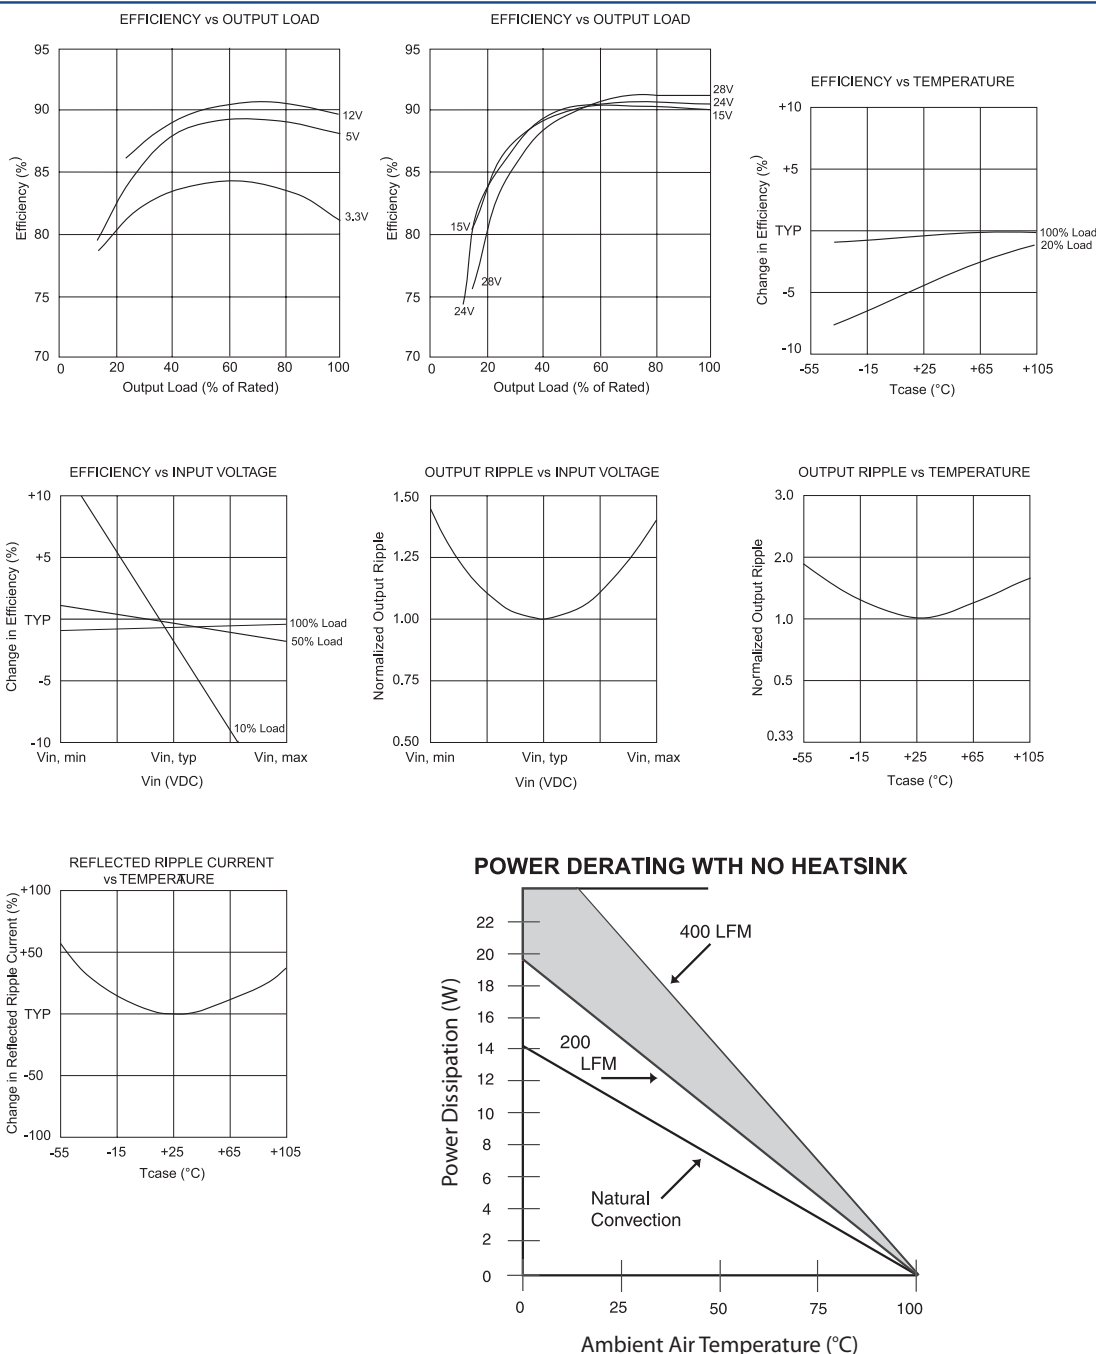 EFFICIENCY vs OUTPUT LOAD
95
90
85
80
75
70
0 20 40 60 80 100
12V
5V
3.3V
Efficiency (%)
Output Load (% of Rated)
EFFICIENCY vs OUTPUT LOAD
95
90
85
80
75
70
0 20 40 60 80 100
28V
24V
15V
15V
28V
24V
Efficiency (%)
Output Load (% of Rated)
EFFICIENCY vs TEMPERATURE
+10
+5
TYP
-5
-10
-55 -15 +25 +65 +105
100% Load
20% Load
Change in Efficiency (%)
Tcase (°C)
EFFICIENCY vs INPUT VOLTAGE
+10
+5
TYP
-5
-10
100% Load
50% Load
10% Load
Vin, min Vin, typ Vin, max
Change in Efficiency (%)
Vin (VDC)
OUTPUT RIPPLE vs INPUT VOLTAGE
1.50
1.25
1.00
0.75
0.50
Vin, min Vin, typ Vin, max
Normalized Output Ripple
Vin (VDC)
OUTPUT RIPPLE vs TEMPERATURE
3.0
2.0
1.0
0.5
0.33
-55 -15 +25 +65 +105
Normalized Output Ripple
Tcase (°C)
REFLECTED RIPPLE CURRENT
vs TEMPERATURE
+100
+50
TYP
-50
-100
-55 -15 +25 +65 +105
Change in Reflected Ripple Current (%)
Tcase (°C)
POWER DERATING WTH NO HEATSINK
22
20
18
16
14
12
10
8
6
4
2
0
400 LFM
200
LFM
Natural
Convection
0 25 50 75 100
Power Dissipation (W)
Ambient Air Temperature (°C)